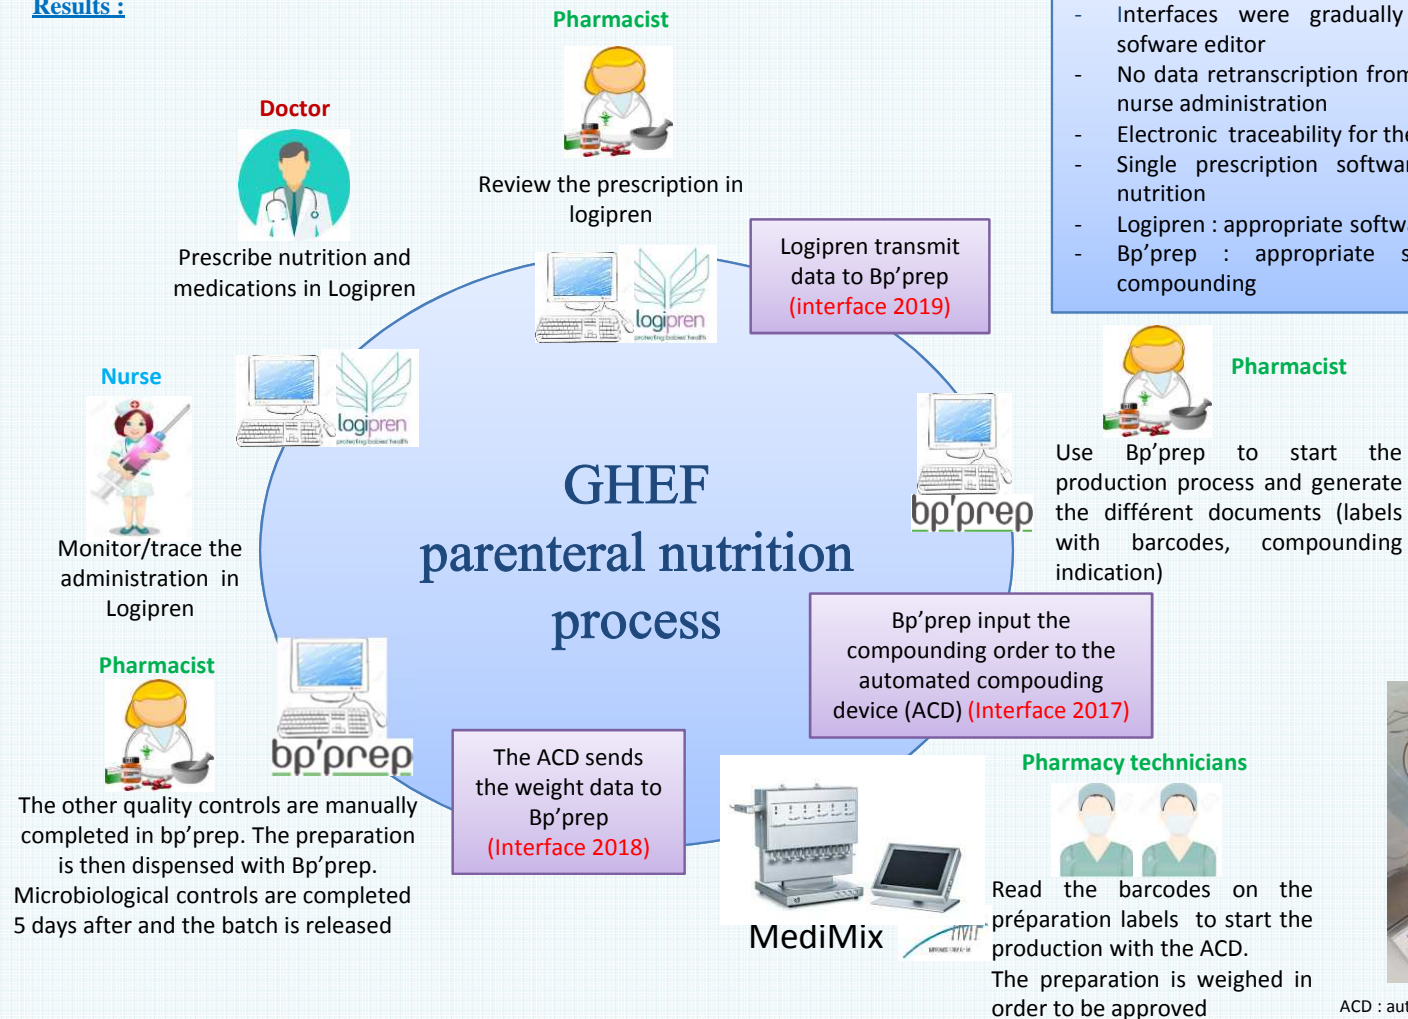 Results :
Pharmacist
Review the prescription in
logipren
Doctor
Prescribe nutrition and
medications in Logipren
logipren
protecting babies' health
Logipren transmit
data to Bp'prep
(interface 2019)
- Interfaces were gradually
sofware editor
- No data retranscription from
nurse administration
- Electronic traceability for the
- Single prescription softwar
nutrition
- Logipren : appropriate softwa
- Bp'prep : appropriate s
compounding
Nurse
Monitor/trace the
administration in
Logipren
logipren
protecting babies' health
GHEF
parenteral nutrition
process
bp'prep
Pharmacist
Use Bp'prep to start the
production process and generate
the différent documents (labels
with barcodes, compounding
indication)
Bp'prep input the
compounding order to the
automated compouding
device (ACD) (Interface 2017)
Pharmacist
bp'prep
The other quality controls are manually
completed in bp'prep. The preparation
is then dispensed with Bp'prep.
Microbiological controls are completed
5 days after and the batch is released
The ACD sends
the weight data to
Bp'prep
(Interface 2018)
MediMix
Pharmacy technicians
Read the barcodes on the
préparation labels to start the
production with the ACD.
The preparation is weighed in
order to be approved
ACD : aut